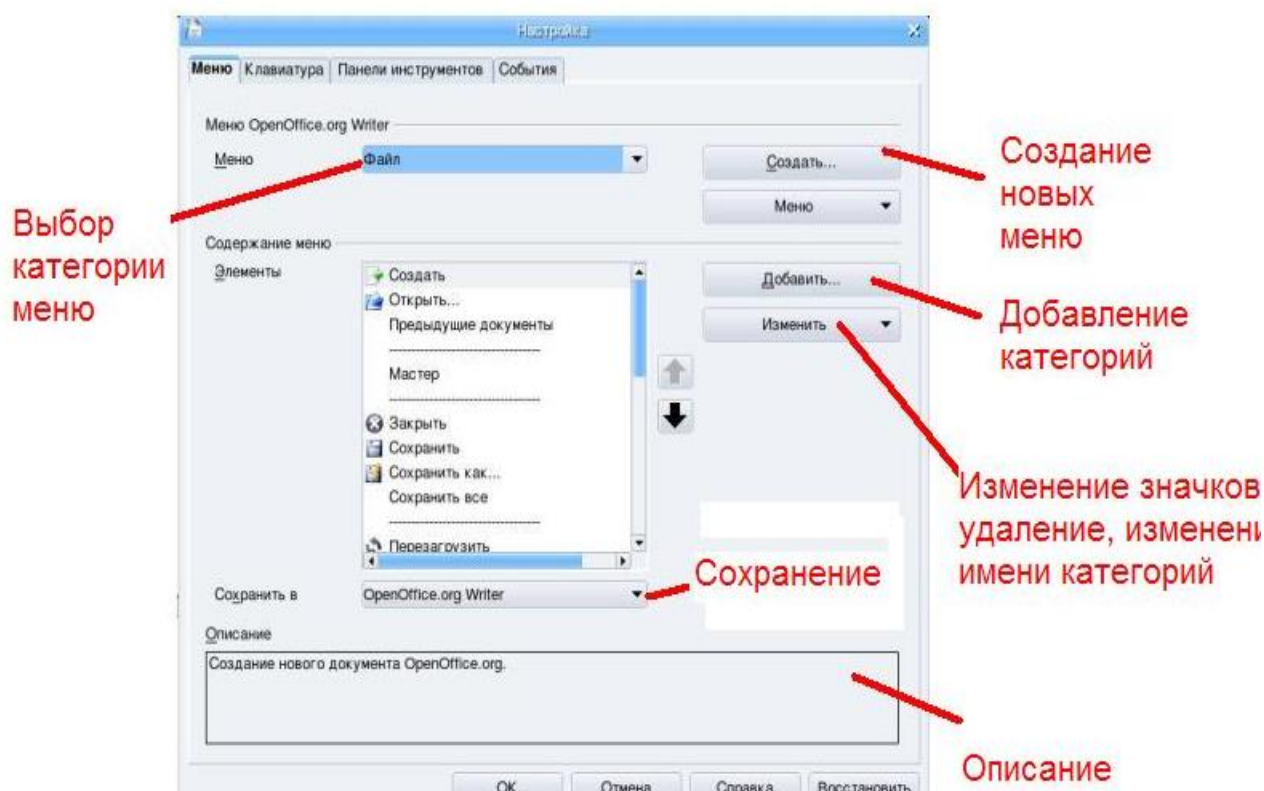 Настройка
Меню Клавиатура Панели инструментов События
Меню OpenOffice.org Writer
Меню Файл Создать...
Меню
Содержание меню
Элементы
Создать Добавить...
Открыть...
Предыдущие документы Изменить
--------------------------------
Мастер
--------------------------------
Закрыть
Сохранить
Сохранить как...
Сохранить все
--------------------------------
Перезагрузить
Сохранить в OpenOffice.org Writer
Описание
Создание нового документа OpenOffice.org.
ОК Отмена Справка Восстановить
Выбор
категории
меню
Создание
новых
меню
Добавление
категорий
Изменение значков
удаление, изменени
имени категорий
Сохранение
Описание